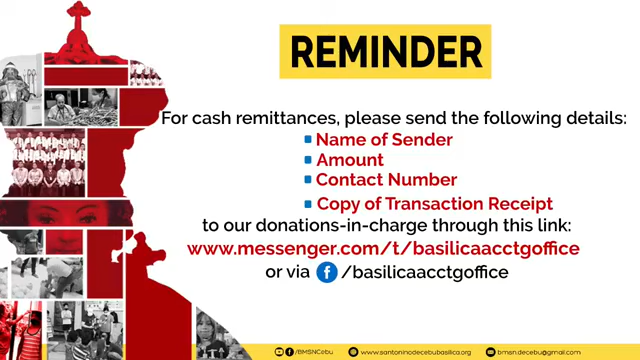 REMINDER
For cash remittances, please send the following details:
Name of Sender
Amount
Contact Number
Copy of Transaction Receipt
to our donations-in-charge through this link:
www.messenger.com/t/basilicaacctgoffice
or via f /basilicaacctgoffice
/BMSNCebu www.santoninodecebubasilica.org bmsn.decebu@gmail.com